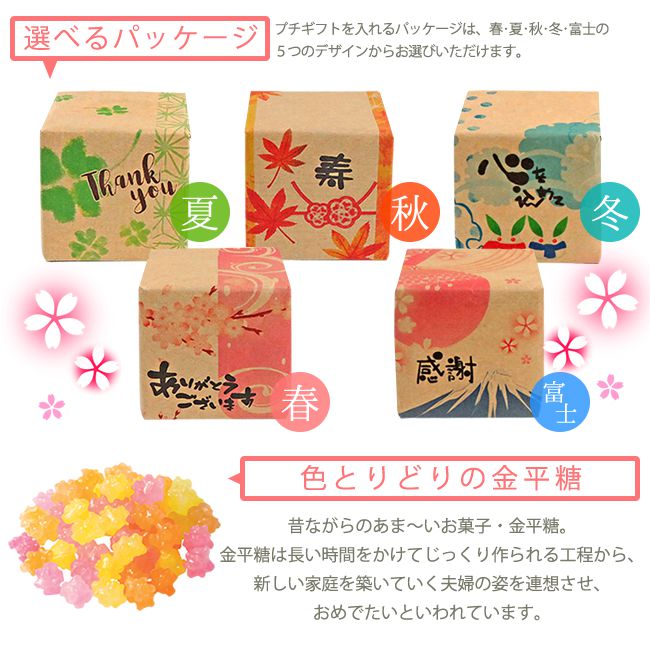 選べるパッケージ
プチギフトを入れるパッケージは、春・夏・秋・冬・富士の
５つのデザインからお選びいただけます。
Thank
you
夏
寿
秋
心を
込めて
冬
ありがとう
ございます
春
感謝
富
士
色とりどりの金平糖
昔ながらのあま〜いお菓子・金平糖。
金平糖は長い時間をかけてじっくり作られる工程から、
新しい家庭を築いていく夫婦の姿を連想させ、
おめでたいといわれています。